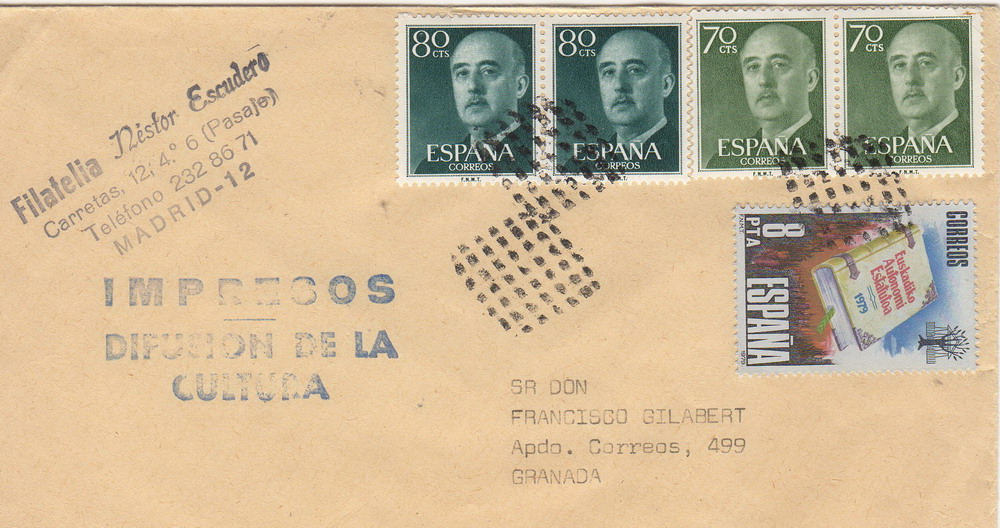 Filatelia Néstor Escudero
Carretas, 12; 4.º 6 (Pasaje)
Teléfono 232 86 71
MADRID-12
IMPRESOS
DIFUSION DE LA
CULTURA
80 CTS
ESPAÑA
CORREOS
F.N.M.T.
80 CTS
ESPAÑA
CORREOS
F.N.M.T.
70 CTS
ESPAÑA
CORREOS
F.N.M.T.
70 CTS
ESPAÑA
CORREOS
F.N.M.T.
8 PTA
ESPAÑA
1979
CORREOS
Euskadiko
Autonomi
Estatutoa
1979
SR DON
FRANCISCO GILABERT
Apdo. Correos, 499
GRANADA